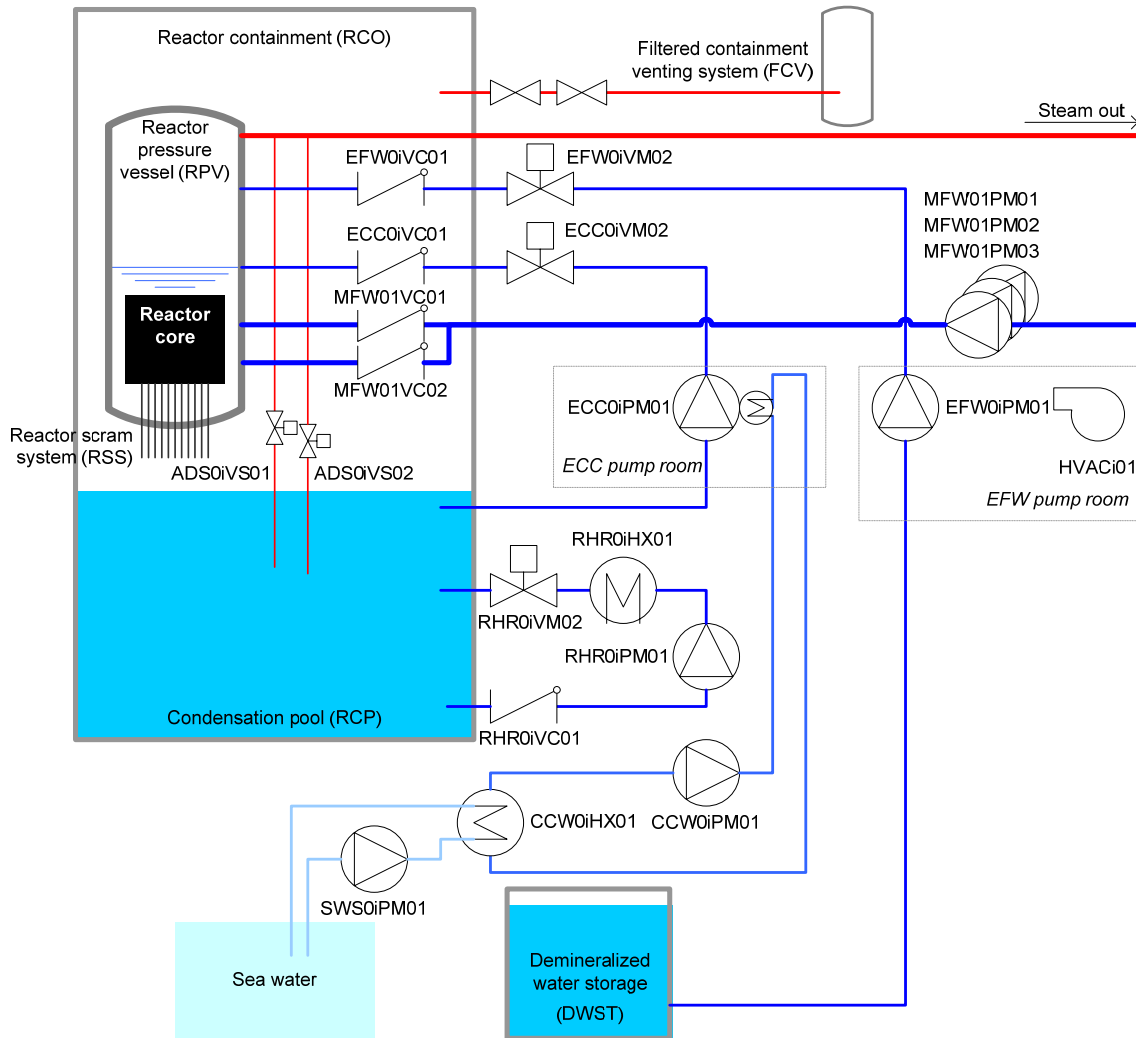 Reactor containment (RCO)
Filtered containment
venting system (FCV)
Steam out
Reactor
pressure
vessel (RPV)
EFW0iVC01
EFW0iVM02
MFW01PM01
MFW01PM02
MFW01PM03
ECC0iVC01
ECC0iVM02
MFW01VC01
Reactor
core
MFW01VC02
ECC0iPM01
EFW0iPM01
Reactor scram
system (RSS)
ADS0iVS01
ADS0iVS02
ECC pump room
HVACi01
EFW pump room
RHR0iHX01
RHR0iVM02
RHR0iPM01
Condensation pool (RCP)
RHR0iVC01
CCW0iHX01
CCW0iPM01
SWS0iPM01
Sea water
Demineralized
water storage
(DWST)